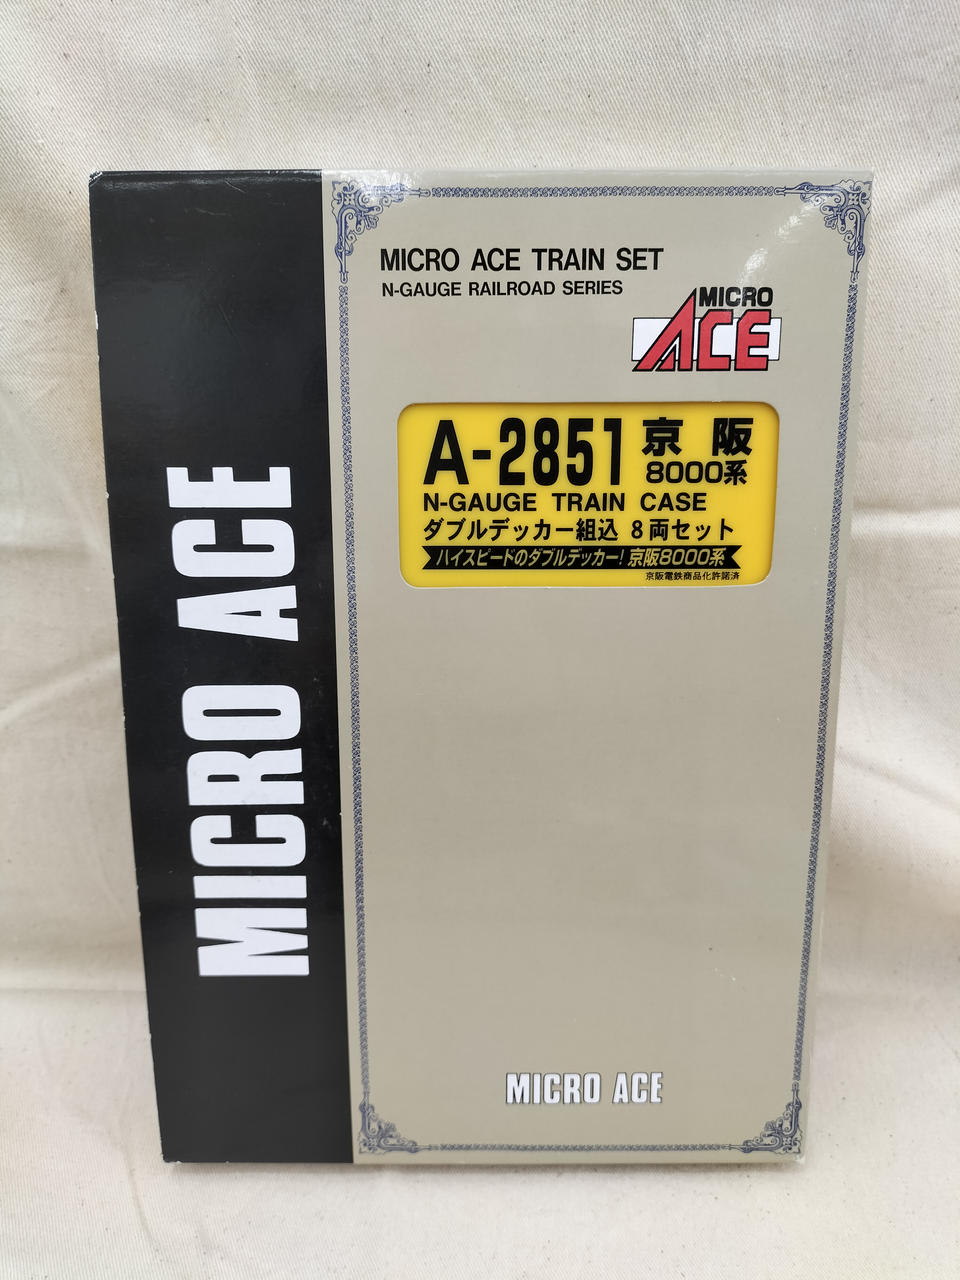 MICRO ACE
MICRO ACE TRAIN SET
N-GAUGE RAILROAD SERIES
MICRO
ACE
A-2851 京阪
8000系
N-GAUGE TRAIN CASE
ダブルデッカー組込 8両セット
ハイスピードのダブルデッカー! 京阪8000系
京阪電鉄商品化許諾済
MICRO ACE